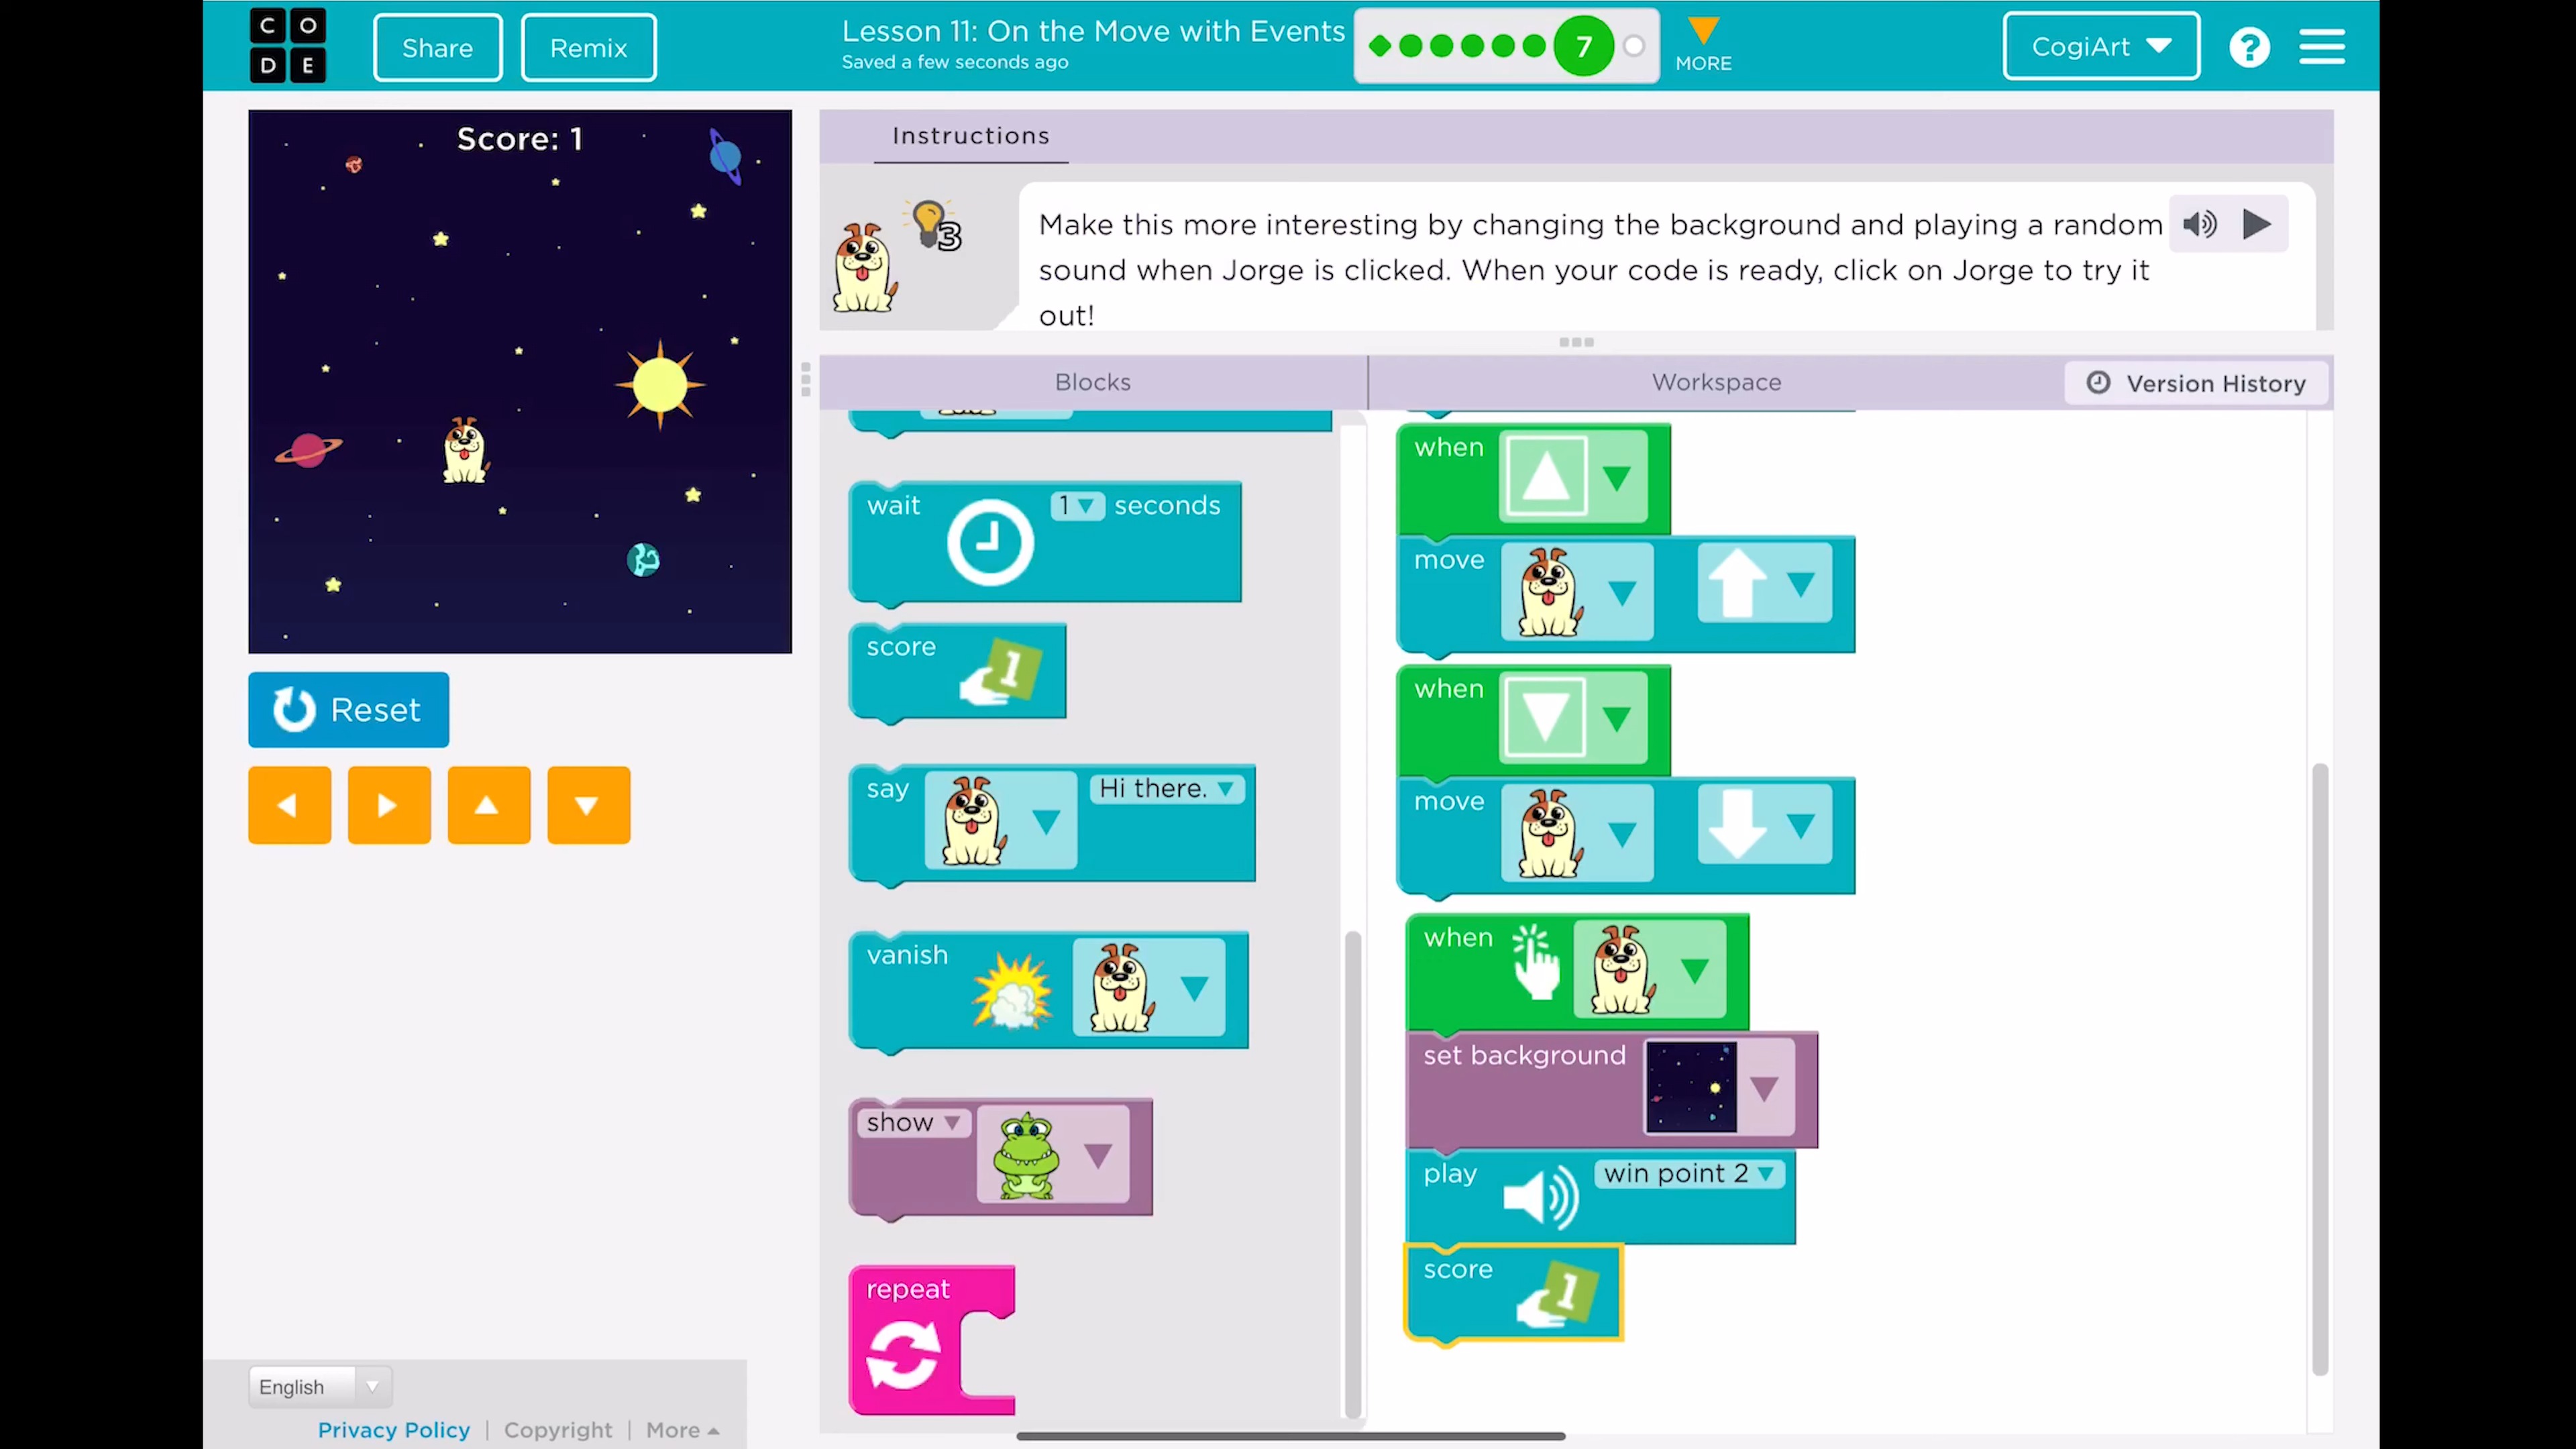 C O
D E
Share
Remix
Lesson 11: On the Move with Events
Saved a few seconds ago
7
MORE
CogiArt
?
Score: 1
Instructions
3
Make this more interesting by changing the background and playing a random
sound when Jorge is clicked. When your code is ready, click on Jorge to try it
out!
Blocks
Workspace
Version History
Reset
wait 1 seconds
score 1
say Hi there.
vanish
show
repeat
when
move
when
move
when
set background
play win point 2
score 1
English
Privacy Policy | Copyright | More